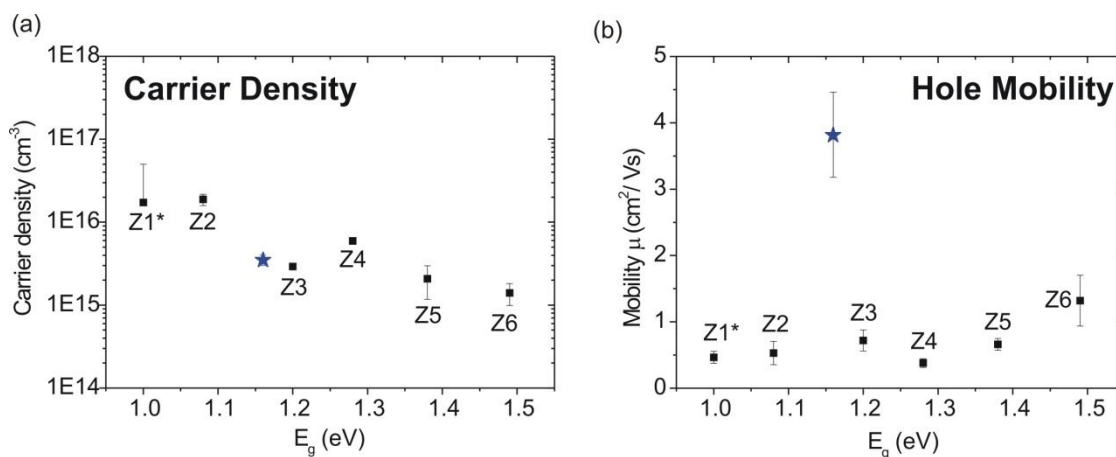 (a)
Carrier Density
Carrier density (cm-3)
1E18
1E17
1E16
1E15
1E14
Z1*
Z2
Z3
Z4
Z5
Z6
1.0 1.1 1.2 1.3 1.4 1.5
Eg (eV)
(b)
Hole Mobility
Mobility μ (cm2/ Vs)
5
4
3
2
1
0
Z1*
Z2
Z3
Z4
Z5
Z6
1.0 1.1 1.2 1.3 1.4 1.5
Eg (eV)